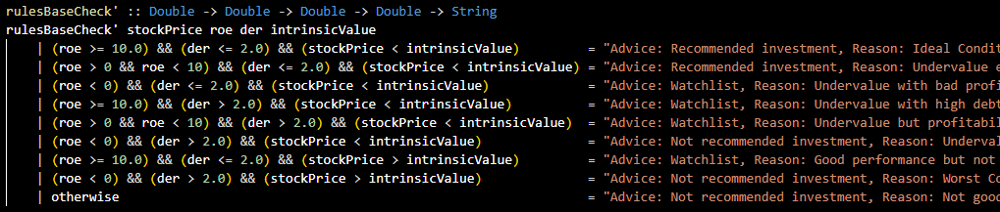 rulesBaseCheck' :: Double -> Double -> Double -> Double -> String
rulesBaseCheck' stockPrice roe der intrinsicValue
| (roe >= 10.0) && (der <= 2.0) && (stockPrice < intrinsicValue) = "Advice: Recommended investment, Reason: Ideal Condit
| (roe > 0 && roe < 10) && (der <= 2.0) && (stockPrice < intrinsicValue) = "Advice: Recommended investment, Reason: Undervalue e
| (roe < 0) && (der <= 2.0) && (stockPrice < intrinsicValue) = "Advice: Watchlist, Reason: Undervalue with bad profi
| (roe >= 10.0) && (der > 2.0) && (stockPrice < intrinsicValue) = "Advice: Watchlist, Reason: Undervalue with high debt
| (roe > 0 && roe < 10) && (der > 2.0) && (stockPrice < intrinsicValue) = "Advice: Watchlist, Reason: Undervalue but profitabil
| (roe < 0) && (der > 2.0) && (stockPrice < intrinsicValue) = "Advice: Not recommended investment, Reason: Underval
| (roe >= 10.0) && (der <= 2.0) && (stockPrice > intrinsicValue) = "Advice: Watchlist, Reason: Good performance but not
| (roe < 0) && (der > 2.0) && (stockPrice > intrinsicValue) = "Advice: Not recommended investment, Reason: Worst Co
| otherwise = "Advice: Not recommended investment, Reason: Not good